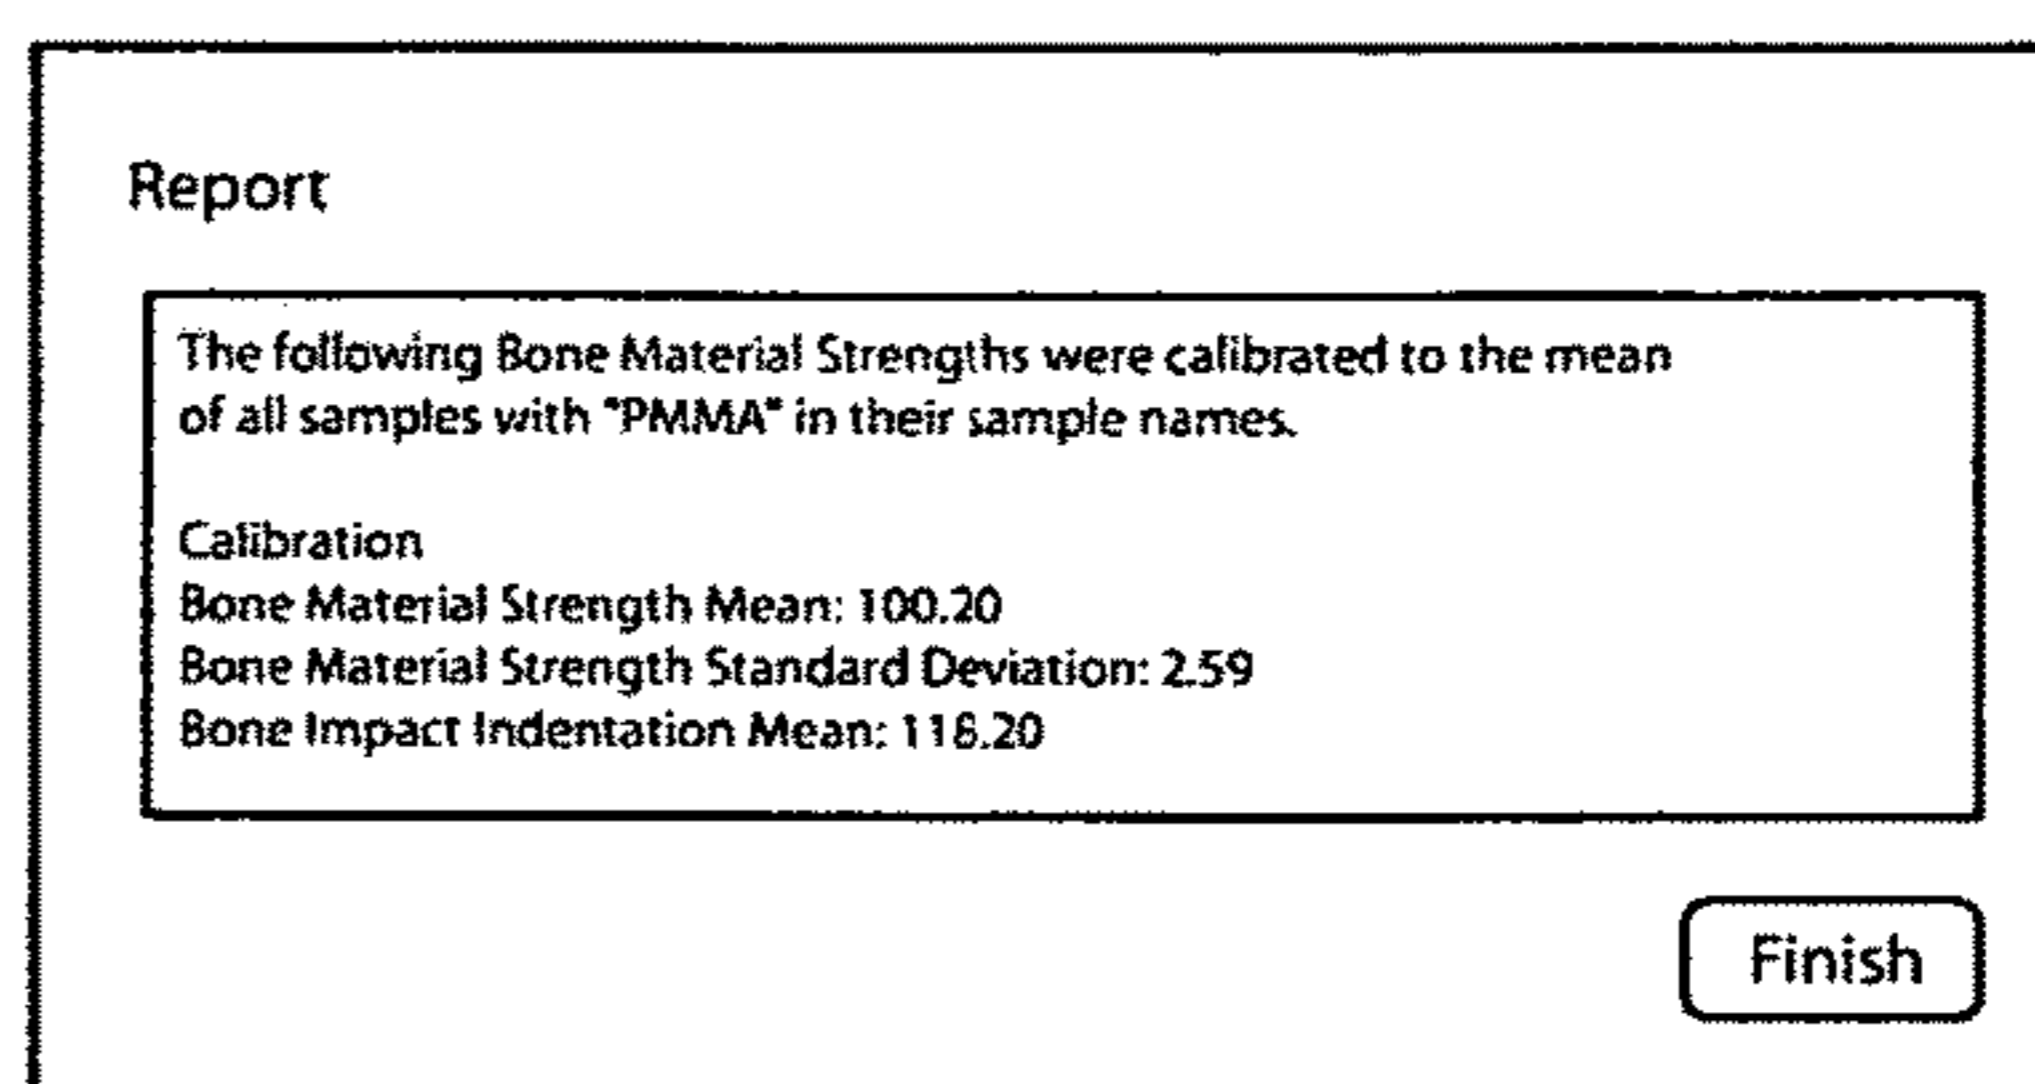 Report
The following Bone Material Strengths were calibrated to the mean
of all samples with "PMMA" in their sample names.
Calibration
Bone Material Strength Mean: 100.20
Bone Material Strength Standard Deviation: 2.59
Bone Impact Indentation Mean:
Finish